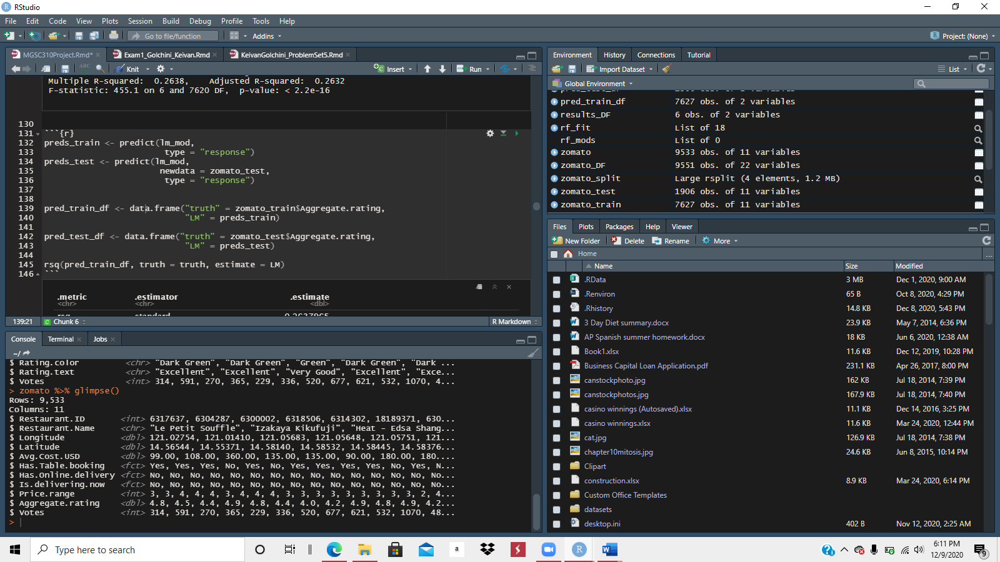 RStudio
File Edit Code View Plots Session Build Debug Profile Tools Help
Go to file/function Addins Project: (None)
MGSC310Project.Rmd* Exam1_Golchini_Keivan.Rmd KeivanGolchini_ProblemSet5.Rmd
ABC Knit Insert Run
Multiple R-squared:  0.2638,    Adjusted R-squared:  0.2632
F-statistic: 455.1 on 6 and 7620 DF,  p-value: < 2.2e-16
130
131 ```{r}
132 preds_train <- predict(lm_mod,
133                        type = "response")
134 preds_test <- predict(lm_mod,
135                       newdata = zomato_test,
136                        type = "response")
137
138
139 pred_train_df <- data.frame("truth" = zomato_train$Aggregate.rating,
140                            "LM" = preds_train)
141
142 pred_test_df <- data.frame("truth" = zomato_test$Aggregate.rating,
143                            "LM" = preds_test)
144
145 rsq(pred_train_df, truth = truth, estimate = LM)
146 ```
.metric .estimator .estimate
<chr> <chr> <dbl>
rsq standard 0.2637965
139:21 Chunk 6 R Markdown
Console Terminal Jobs
~/
$ Rating.color         <chr> "Dark Green", "Dark Green", "Green", "Dark Green", "Dark ...
$ Rating.text          <chr> "Excellent", "Excellent", "Very Good", "Excellent", "Exce...
$ Votes                <int> 314, 591, 270, 365, 229, 336, 520, 677, 621, 532, 1070, 4...
> zomato %>% glimpse()
Rows: 9,533
Columns: 11
$ Restaurant.ID       <int> 6317637, 6304287, 6300002, 6318506, 6314302, 18189371, 630...
$ Restaurant.Name     <chr> "Le Petit Souffle", "Izakaya Kikufuji", "Heat - Edsa Shang...
$ Longitude           <dbl> 121.02754, 121.01410, 121.05683, 121.05648, 121.05751, 121...
$ Latitude            <dbl> 14.56544, 14.55371, 14.58140, 14.58532, 14.58445, 14.58376...
$ Avg.Cost.USD        <dbl> 99.00, 108.00, 360.00, 135.00, 135.00, 90.00, 180.00, 180....
$ Has.Table.booking   <fct> Yes, Yes, Yes, No, Yes, No, Yes, Yes, Yes, Yes, No, Yes, N...
$ Has.Online.delivery <fct> No, No, No, No, No, No, No, No, No, No, No, No, No, No, No...
$ Is.delivering.now   <fct> No, No, No, No, No, No, No, No, No, No, No, No, No, No, No...
$ Price.range         <int> 3, 3, 4, 4, 4, 3, 4, 4, 4, 3, 3, 3, 3, 3, 3, 3, 3, 2, 4...
$ Aggregate.rating    <dbl> 4.8, 4.5, 4.4, 4.9, 4.8, 4.4, 4.0, 4.2, 4.9, 4.8, 4.9, 4.2...
$ Votes               <int> 314, 591, 270, 365, 229, 336, 520, 677, 621, 532, 1070, 48...
>
Environment History Connections Tutorial
Import Dataset List
Global Environment
pred_train_df 7627 obs. of 2 variables
results_DF 6 obs. of 2 variables
rf_fit List of 18
rf_mods List of 0
zomato 9533 obs. of 11 variables
zomato_DF 9551 obs. of 22 variables
zomato_split Large rsplit (4 elements, 1.2 MB)
zomato_test 1906 obs. of 11 variables
zomato_train 7627 obs. of 11 variables
Files Plots Packages Help Viewer
New Folder Delete Rename More
Home ...
Name Size Modified
.RData 3 MB Dec 1, 2020, 9:00 AM
.Renviron 65 B Oct 8, 2020, 4:29 PM
.Rhistory 14.8 KB Dec 8, 2020, 5:43 PM
3 Day Diet summary.docx 23.9 KB May 7, 2014, 6:36 PM
AP Spanish summer homework.docx 18 KB Jun 6, 2020, 12:38 AM
Book1.xlsx 11.6 KB Dec 12, 2019, 10:28 PM
Business Capital Loan Application.pdf 231.1 KB Apr 26, 2017, 8:00 PM
canstockphoto.jpg 162 KB Jul 18, 2014, 7:39 PM
canstockphotos.jpg 167.9 KB Jul 18, 2014, 7:40 PM
casino winnings (Autosaved).xlsx 11.1 KB Dec 14, 2016, 3:25 PM
casino winnings.xlsx 11.6 KB Mar 24, 2020, 12:44 PM
cat.jpg 126.9 KB Jul 18, 2014, 7:38 PM
chapter10mitosis.jpg 24.6 KB Jun 8, 2015, 10:14 PM
Clipart
construction.xlsx 8.9 KB Mar 24, 2020, 6:14 PM
Custom Office Templates
datasets
desktop.ini 402 B Nov 12, 2020, 2:25 AM
Type here to search a R W 6:11 PM
12/9/2020 9